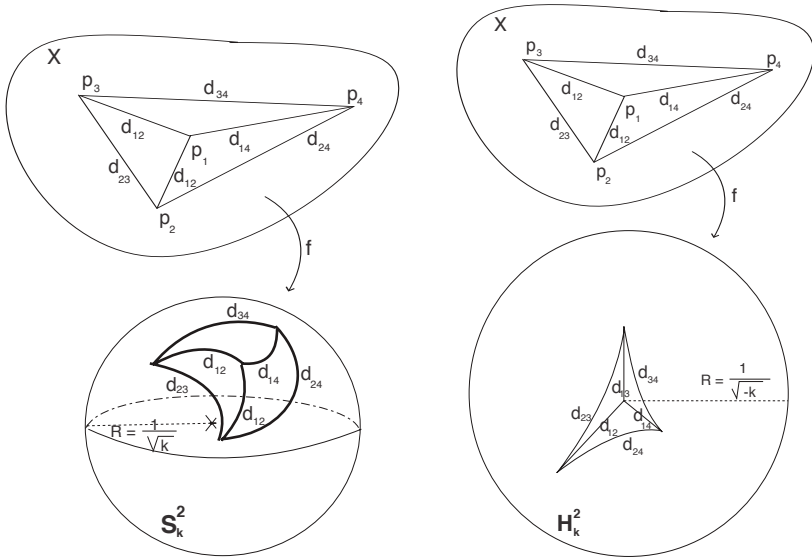 X
p₃
d₃₄
p₄
d₁₂
p₁
d₁₄
d₂₄
d₂₃
d₁₂
p₂
f
d₃₄
d₁₂
d₁₄
d₂₄
d₂₃
d₁₂
R = 1/√k
S²ₖ
X
p₃
d₃₄
p₄
d₁₂
p₁
d₁₄
d₂₄
d₂₃
d₁₂
p₂
f
d₁₃
d₃₄
R = 1/√-k
d₂₃
d₁₂
d₁₄
d₂₄
H²ₖ